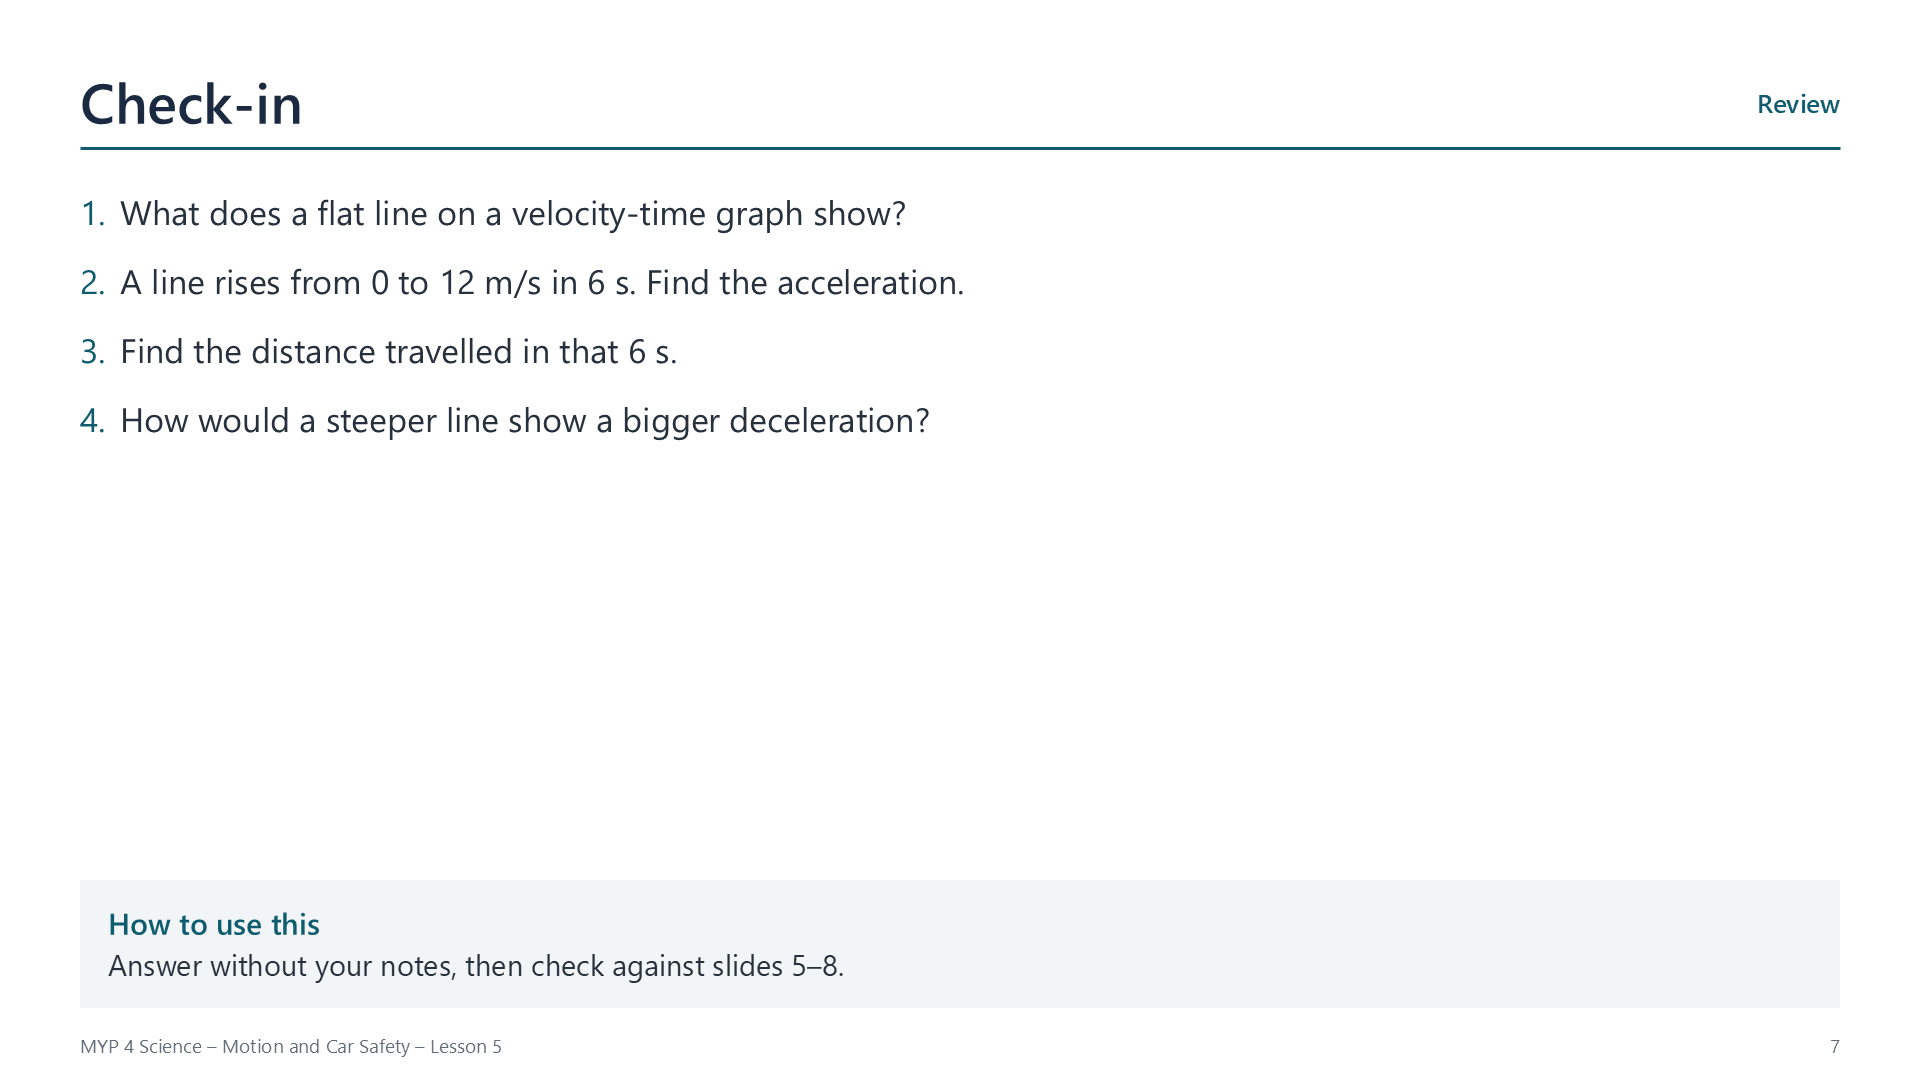 Check-in
Review
1. What does a flat line on a velocity-time graph show?
2. A line rises from 0 to 12 m/s in 6 s. Find the acceleration.
3. Find the distance travelled in that 6 s.
4. How would a steeper line show a bigger deceleration?
How to use this
Answer without your notes, then check against slides 5–8.
MYP 4 Science – Motion and Car Safety – Lesson 5
7